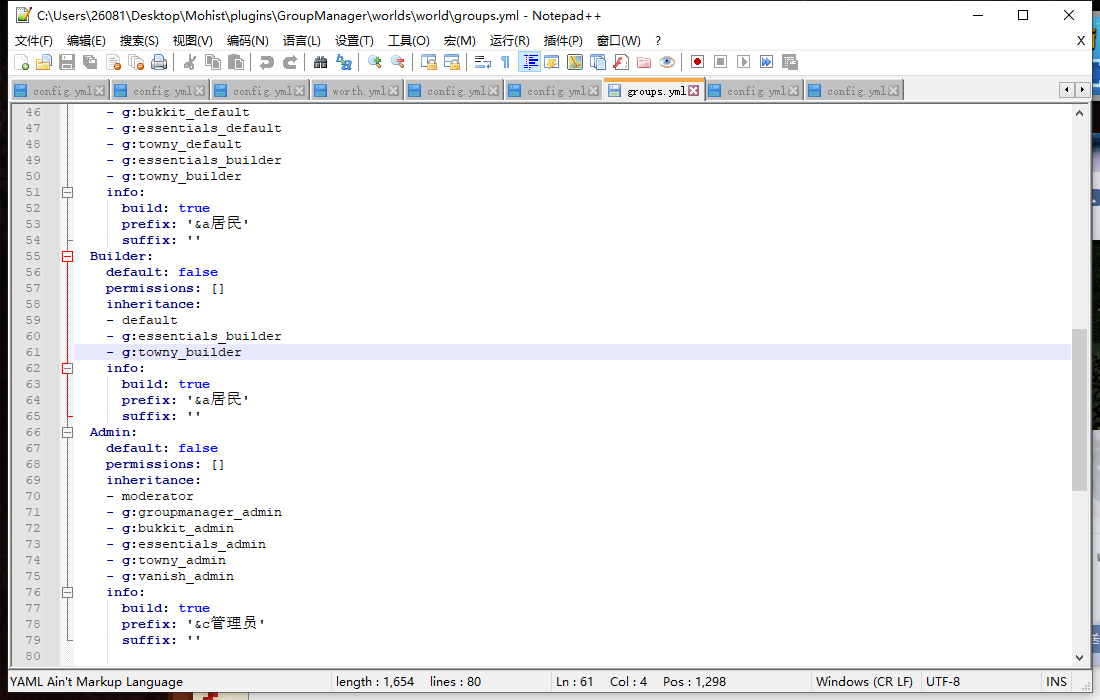 C:\Users\26081\Desktop\Mohist\plugins\GroupManager\worlds\world\groups.yml - Notepad++
文件(F) 编辑(E) 搜索(S) 视图(V) 编码(N) 语言(L) 设置(T) 工具(O) 宏(M) 运行(R) 插件(P) 窗口(W) ? X
config.yml config.yml config.yml worth.yml config.yml config.yml groups.yml config.yml config.yml
46 - g:bukkit_default
47 - g:essentials_default
48 - g:towny_default
49 - g:essentials_builder
50 - g:towny_builder
51 info:
52 build: true
53 prefix: '&a居民'
54 suffix: ''
55 Builder:
56 default: false
57 permissions: []
58 inheritance:
59 - default
60 - g:essentials_builder
61 - g:towny_builder
62 info:
63 build: true
64 prefix: '&a居民'
65 suffix: ''
66 Admin:
67 default: false
68 permissions: []
69 inheritance:
70 - moderator
71 - g:groupmanager_admin
72 - g:bukkit_admin
73 - g:essentials_admin
74 - g:towny_admin
75 - g:vanish_admin
76 info:
77 build: true
78 prefix: '&c管理员'
79 suffix: ''
80
YAML Ain't Markup Language length : 1,654 lines : 80 Ln : 61 Col : 4 Pos : 1,298 Windows (CR LF) UTF-8 INS